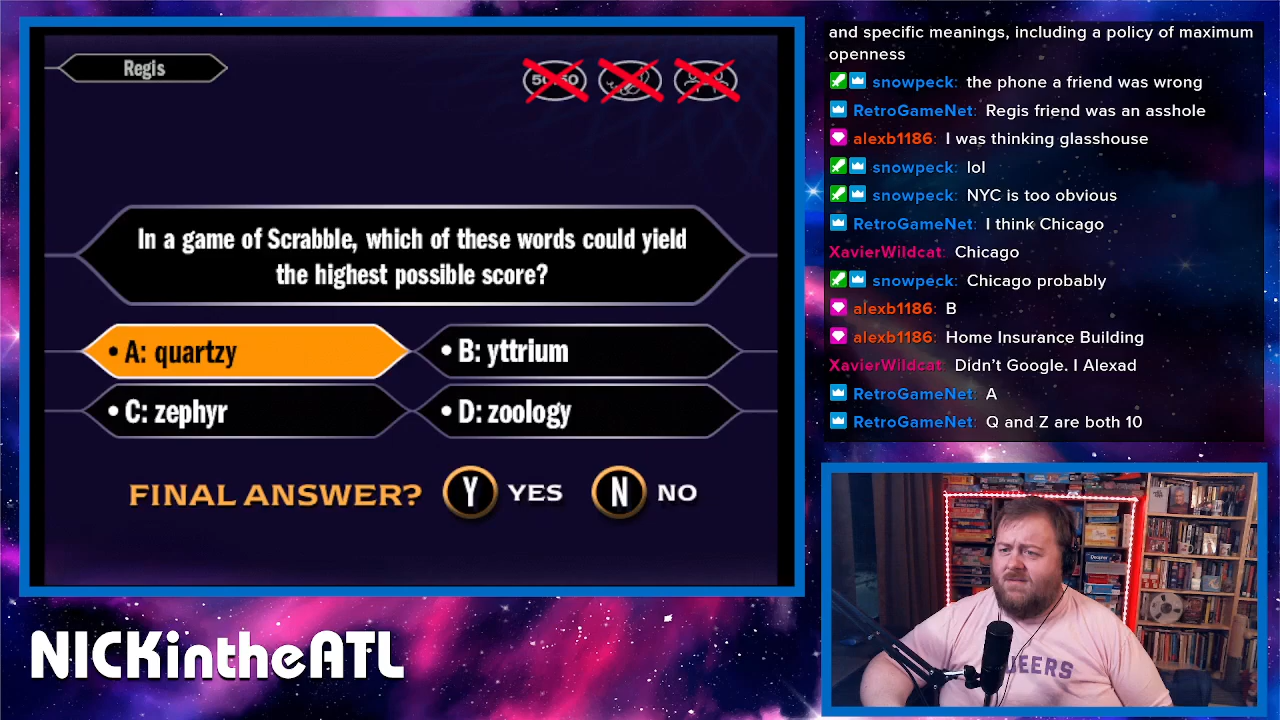 Regis
50:50
In a game of Scrabble, which of these words could yield
the highest possible score?
• A: quartzy
• B: yttrium
• C: zephyr
• D: zoology
FINAL ANSWER? Y YES N NO
NICKintheATL
and specific meanings, including a policy of maximum
openness
snowpeck: the phone a friend was wrong
RetroGameNet: Regis friend was an asshole
alexb1186: I was thinking glasshouse
snowpeck: lol
snowpeck: NYC is too obvious
RetroGameNet: I think Chicago
XavierWildcat: Chicago
snowpeck: Chicago probably
alexb1186: B
alexb1186: Home Insurance Building
XavierWildcat: Didn’t Google. I Alexad
RetroGameNet: A
RetroGameNet: Q and Z are both 10